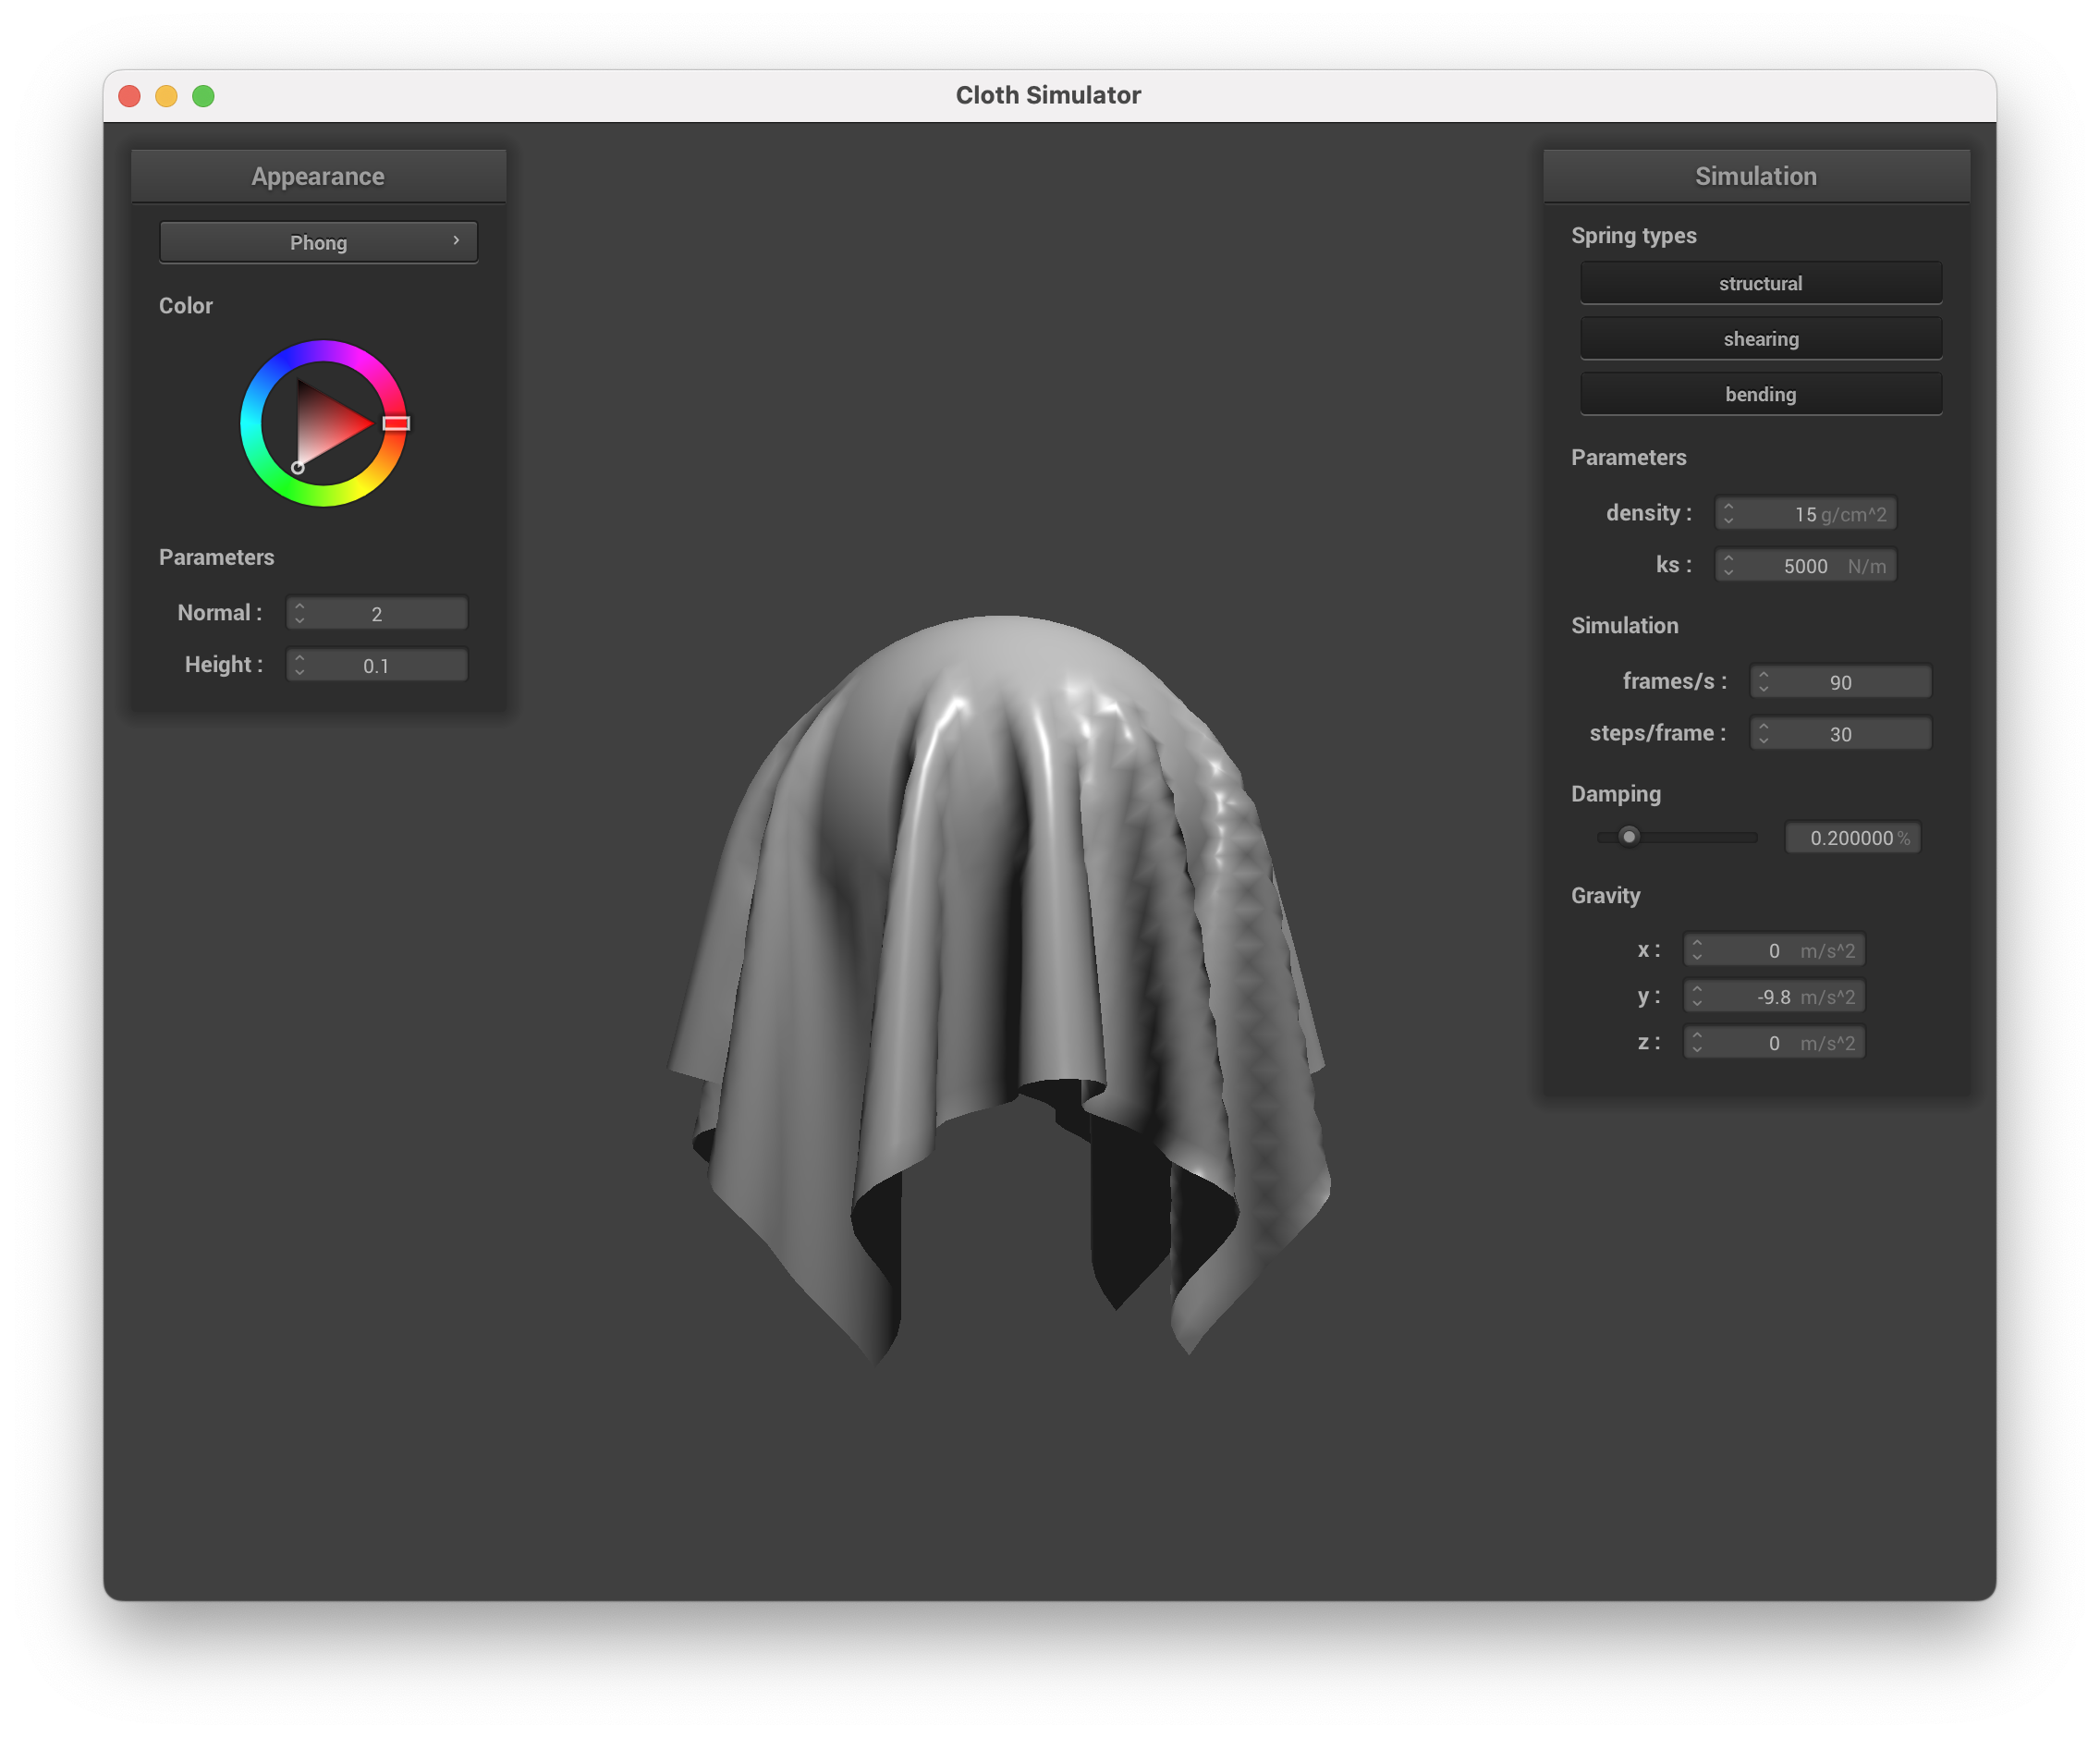 Cloth Simulator
Appearance
Phong
Color
Parameters
Normal : 2
Height : 0.1
Simulation
Spring types
structural
shearing
bending
Parameters
density : 15 g/cm^2
ks : 5000 N/m
Simulation
frames/s : 90
steps/frame : 30
Damping
0.200000 %
Gravity
x : 0 m/s^2
y : -9.8 m/s^2
z : 0 m/s^2